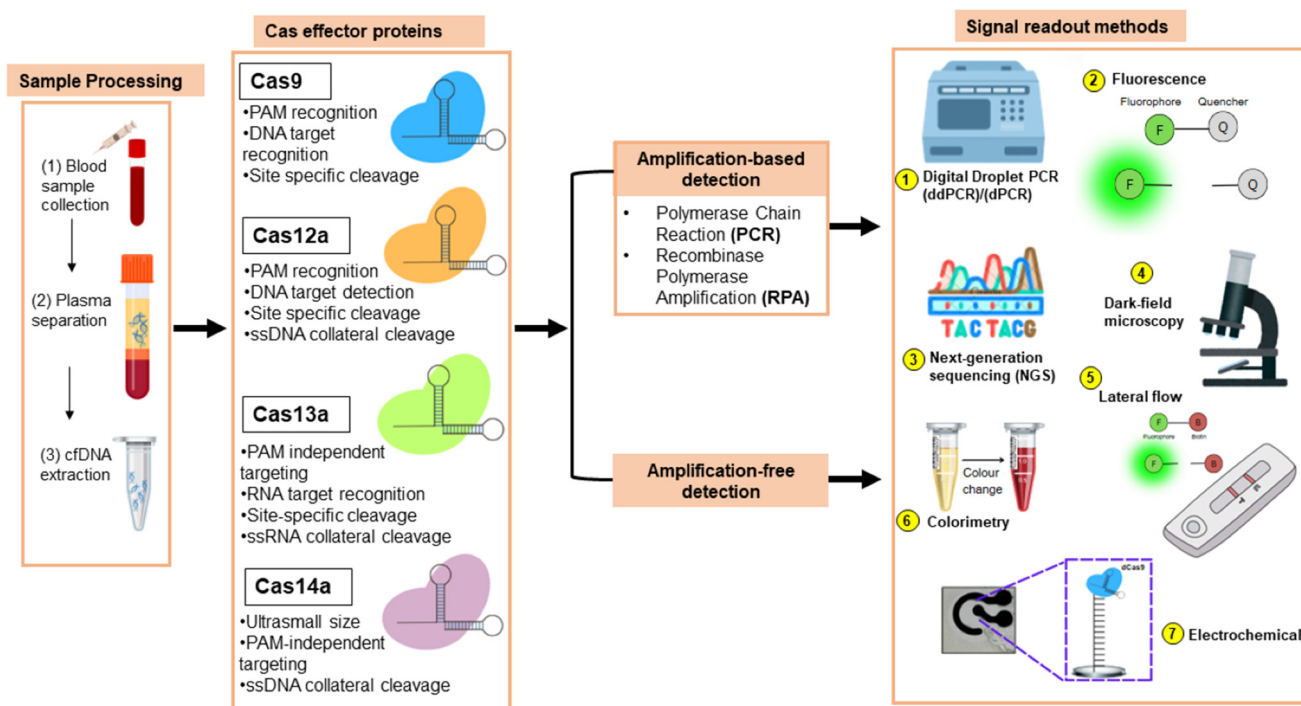 Sample Processing
(1) Blood
sample
collection
(2) Plasma
separation
(3) cfDNA
extraction
Cas effector proteins
Cas9
•PAM recognition
•DNA target
recognition
•Site specific cleavage
Cas12a
•PAM recognition
•DNA target detection
•Site specific cleavage
•ssDNA collateral cleavage
Cas13a
•PAM independent
targeting
•RNA target recognition
•Site-specific cleavage
•ssRNA collateral cleavage
Cas14a
•Ultrasmall size
•PAM-independent
targeting
•ssDNA collateral cleavage
Amplification-based
detection
• Polymerase Chain
Reaction (PCR)
• Recombinase
Polymerase
Amplification (RPA)
Amplification-free
detection
Signal readout methods
1 Digital Droplet PCR
(ddPCR)/(dPCR)
2 Fluorescence
Fluorophore Quencher
F Q
F Q
TAC TACG
3 Next-generation
sequencing (NGS)
4
Dark-field
microscopy
5
Lateral flow
F B
Fluorophore Biotin
F B
Colour
change
6 Colorimetry
dCas9
7 Electrochemical